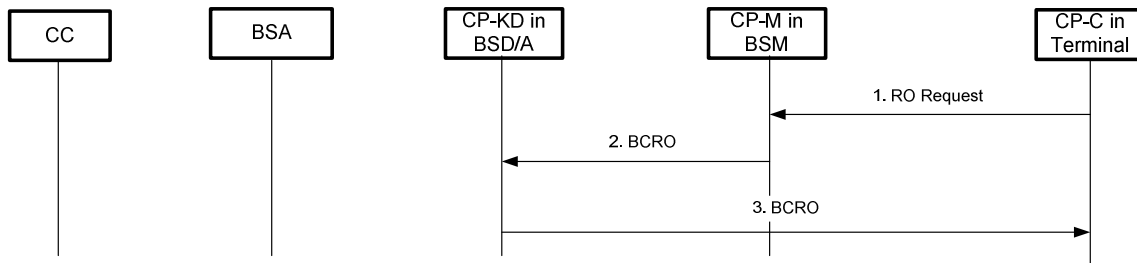 CC
BSA
CP-KD in
BSD/A
CP-M in
BSM
CP-C in
Terminal
1. RO Request
2. BCRO
3. BCRO